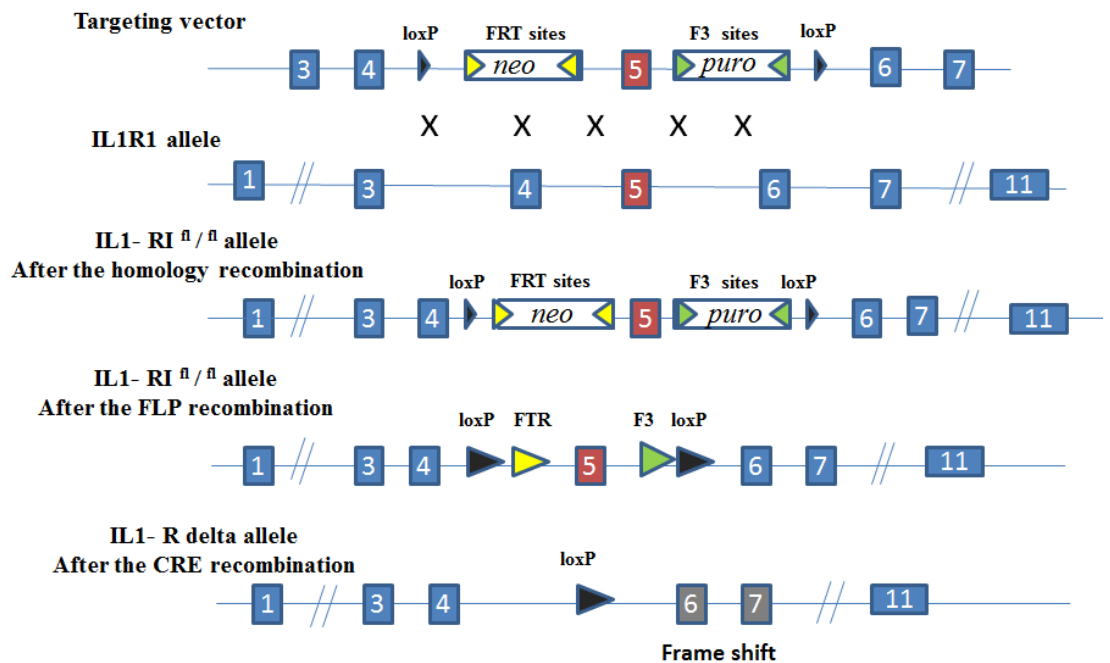 Targeting vector
loxP FRT sites F3 sites loxP
3 4 neo 5 puro 6 7
X X X X X
IL1R1 allele
1 3 4 5 6 7 11
IL1- RI fl / fl allele
After the homology recombination
loxP FRT sites F3 sites loxP
1 3 4 neo 5 puro 6 7 11
IL1- RI fl / fl allele
After the FLP recombination
loxP FTR F3 loxP
1 3 4 5 6 7 11
IL1- R delta allele
After the CRE recombination
loxP
1 3 4 6 7 11
Frame shift